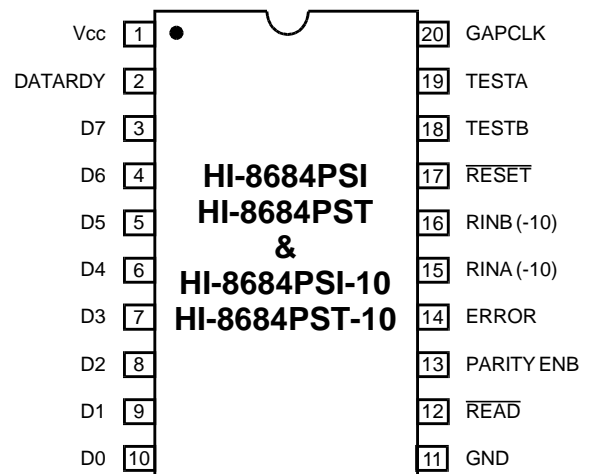 Vcc 1 20 GAPCLK
DATARDY 2 19 TESTA
D7 3 18 TESTB
D6 4 17 RESET
D5 5 16 RINB (-10)
D4 6 15 RINA (-10)
D3 7 14 ERROR
D2 8 13 PARITY ENB
D1 9 12 READ
D0 10 11 GND
HI-8684PSI
HI-8684PST
&
HI-8684PSI-10
HI-8684PST-10